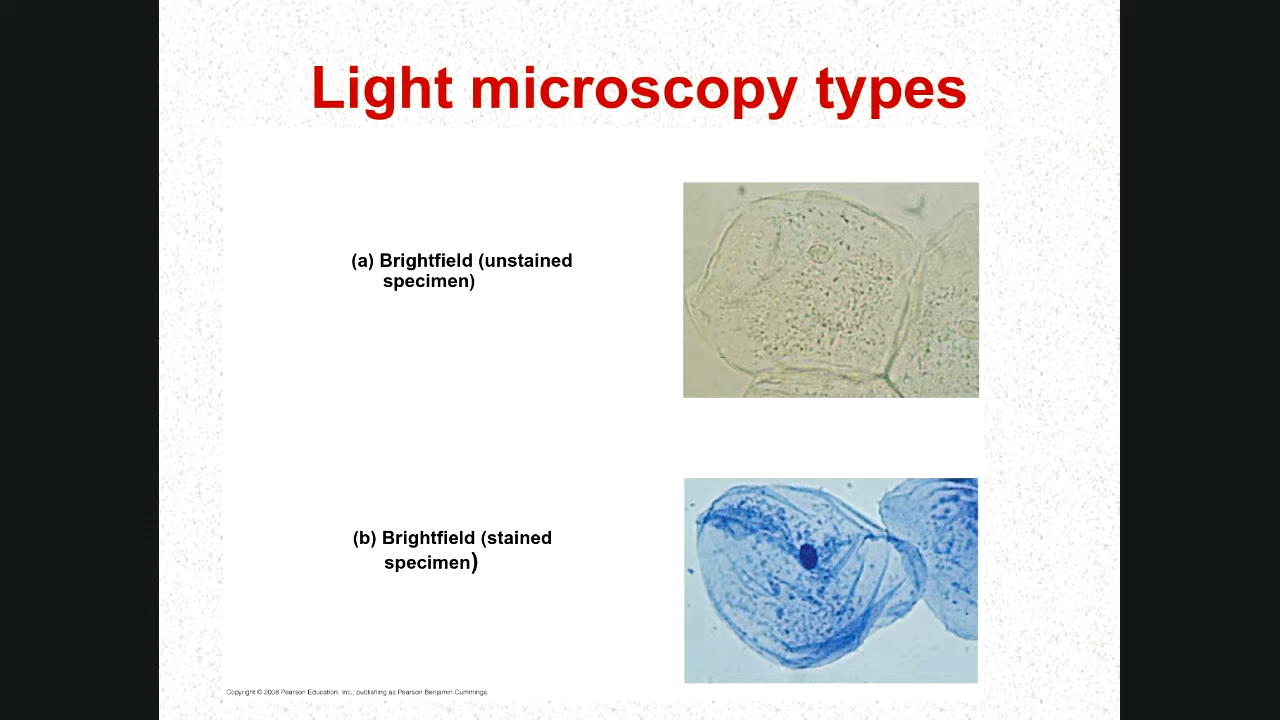 Light microscopy types
(a) Brightfield (unstained
specimen)
(b) Brightfield (stained
specimen)
Copyright © 2008 Pearson Education, Inc., publishing as Pearson Benjamin Cummings.